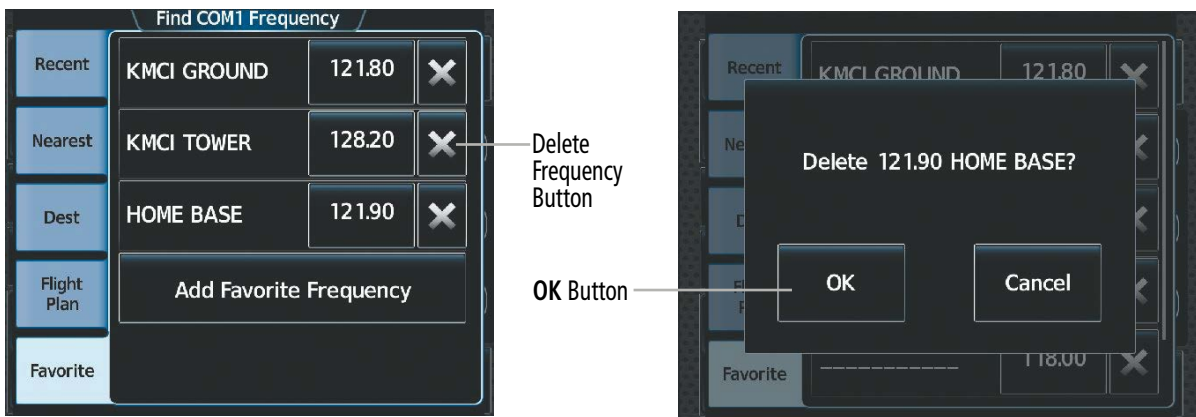 Find COM1 Frequency
Recent
KMCI GROUND
121.80
Nearest
KMCI TOWER
128.20
Dest
HOME BASE
121.90
Flight
Plan
Add Favorite Frequency
Favorite
Delete
Frequency
Button
OK Button
Recent
KMCI GROUND
121.80
Ne
Delete 121.90 HOME BASE?
OK
Cancel
Favorite
118.00